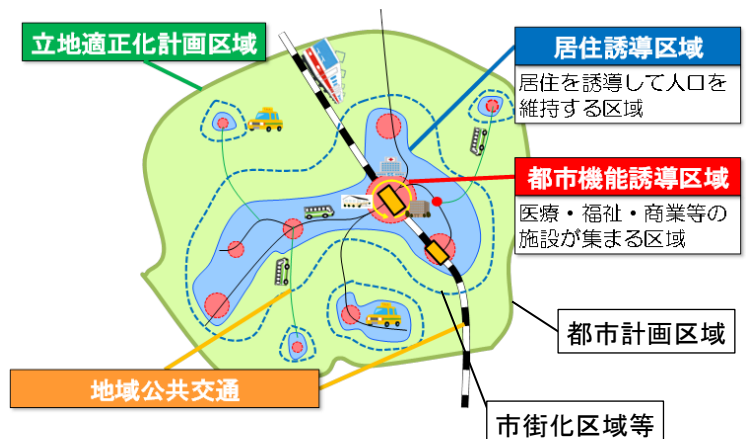 立地適正化計画区域
居住誘導区域
居住を誘導して人口を
維持する区域
都市機能誘導区域
医療・福祉・商業等の
施設が集まる区域
都市計画区域
地域公共交通
市街化区域等